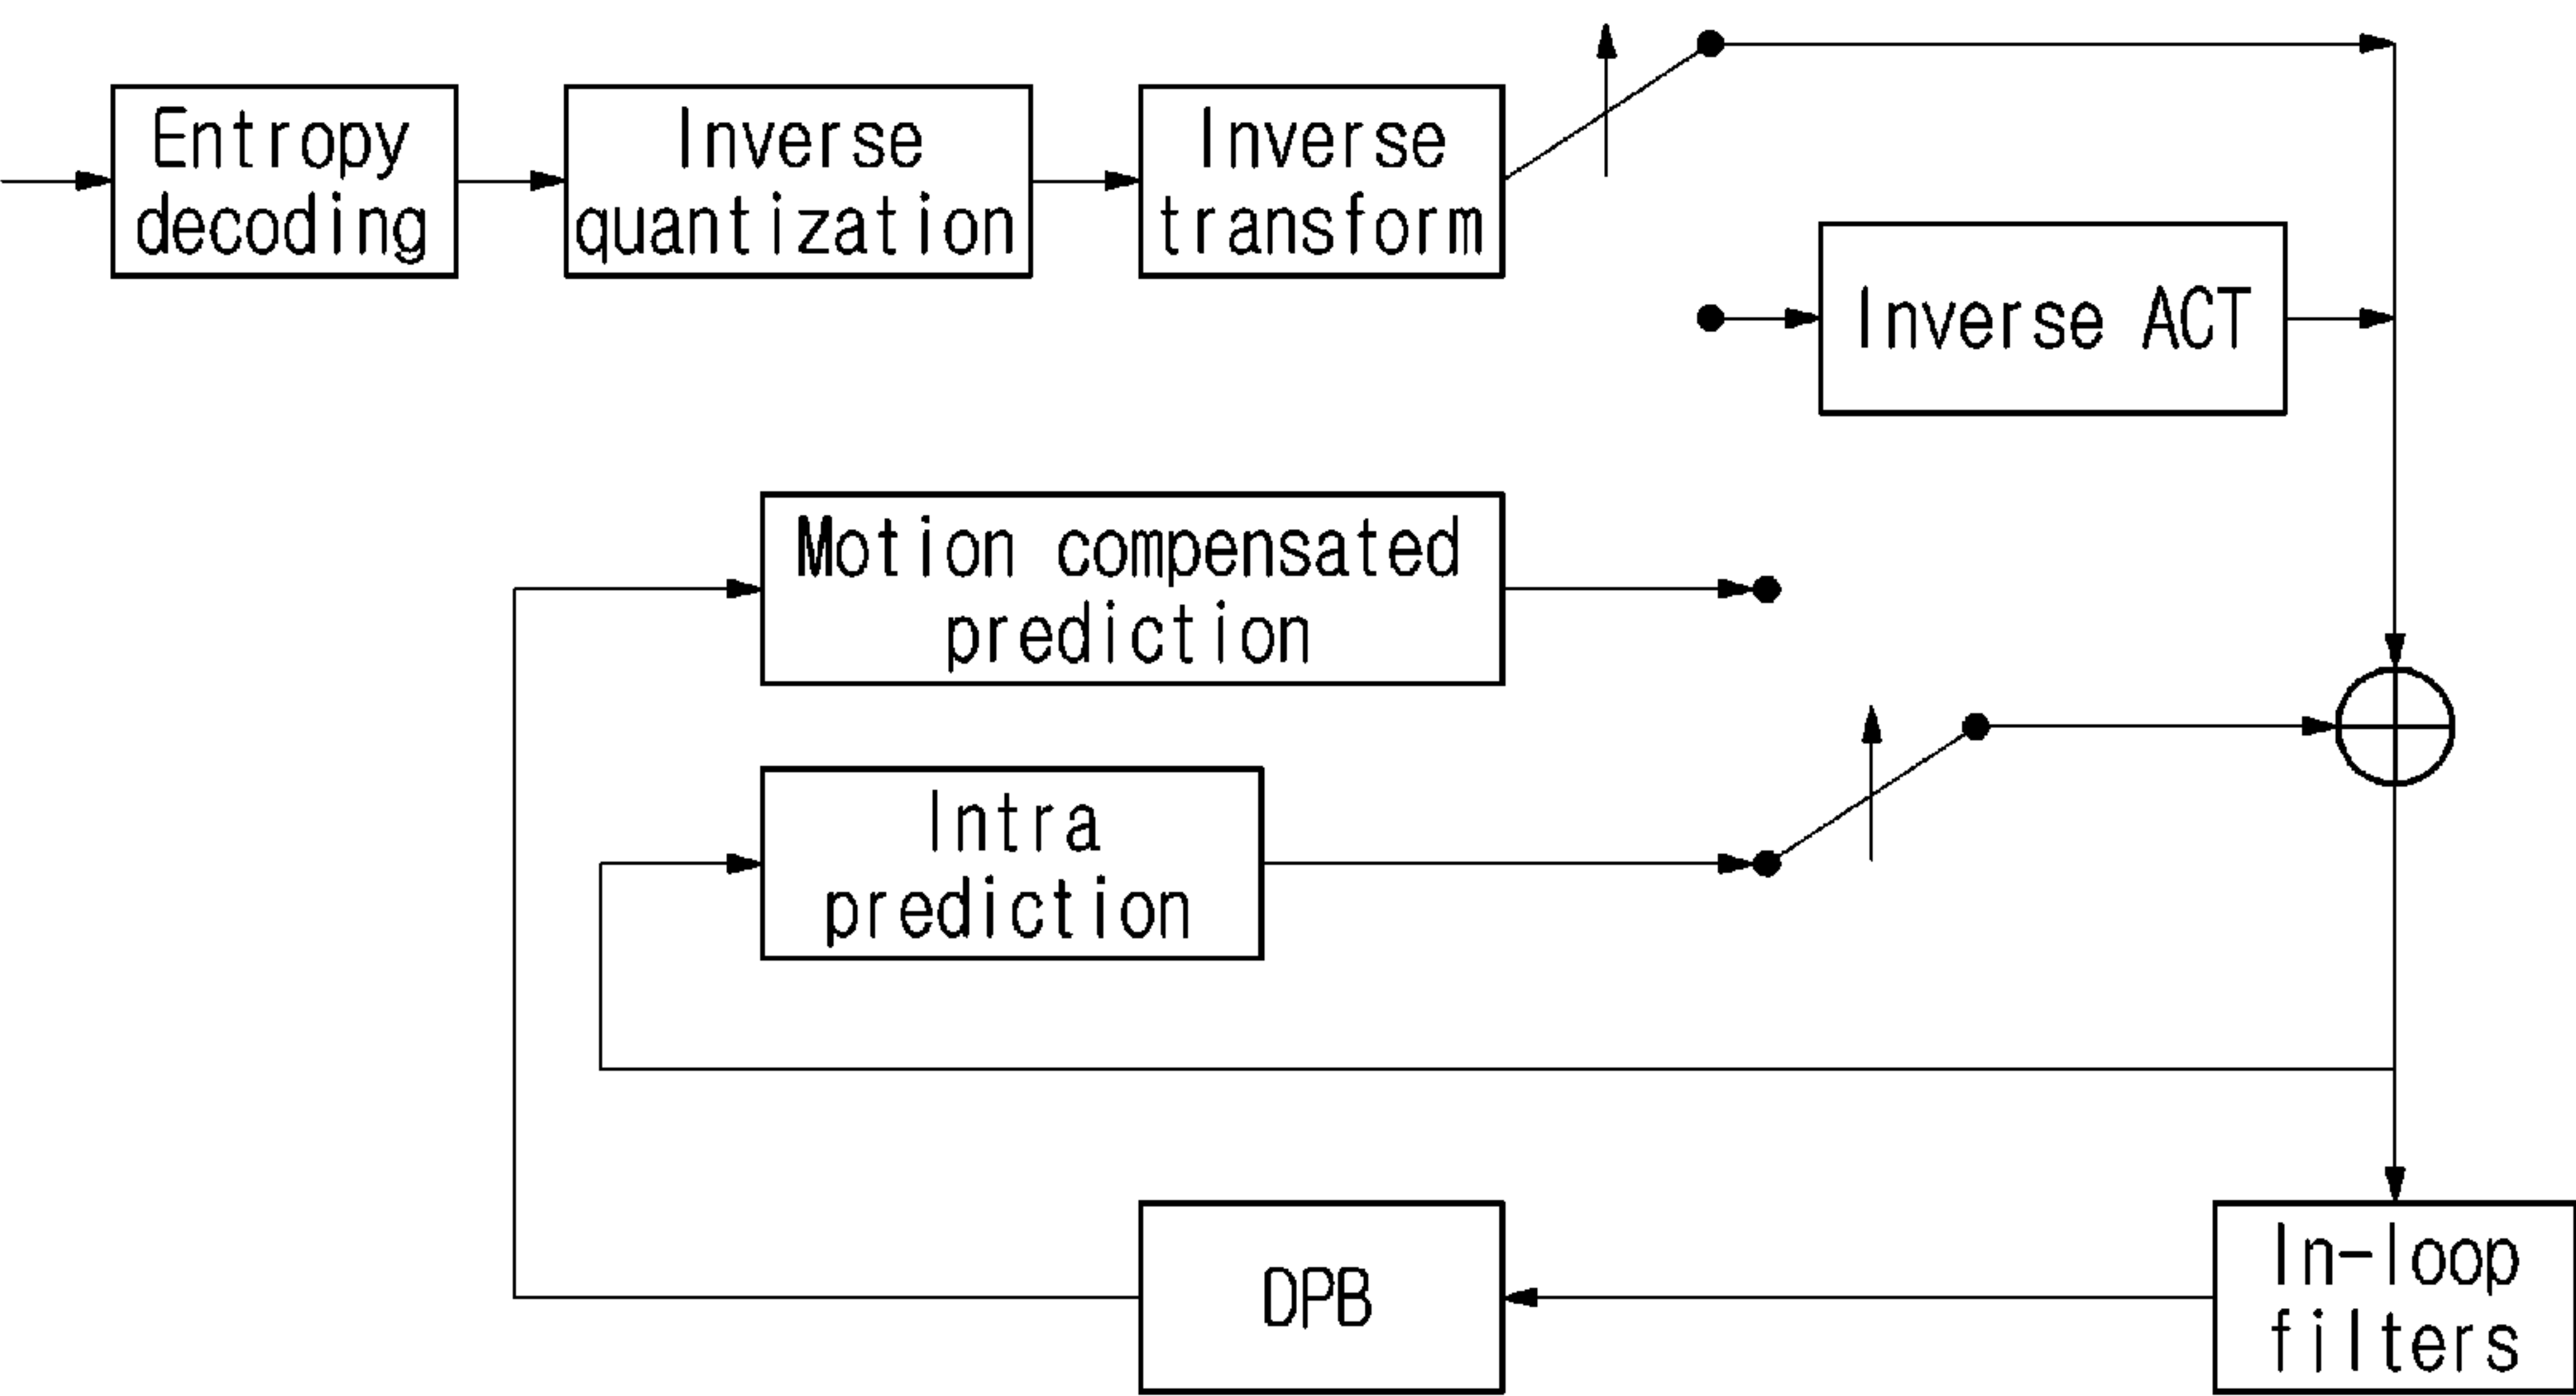 Entropy
decoding
Inverse
quantization
Inverse
transform
Inverse ACT
Motion compensated
prediction
Intra
prediction
DPB
In-loop
filters